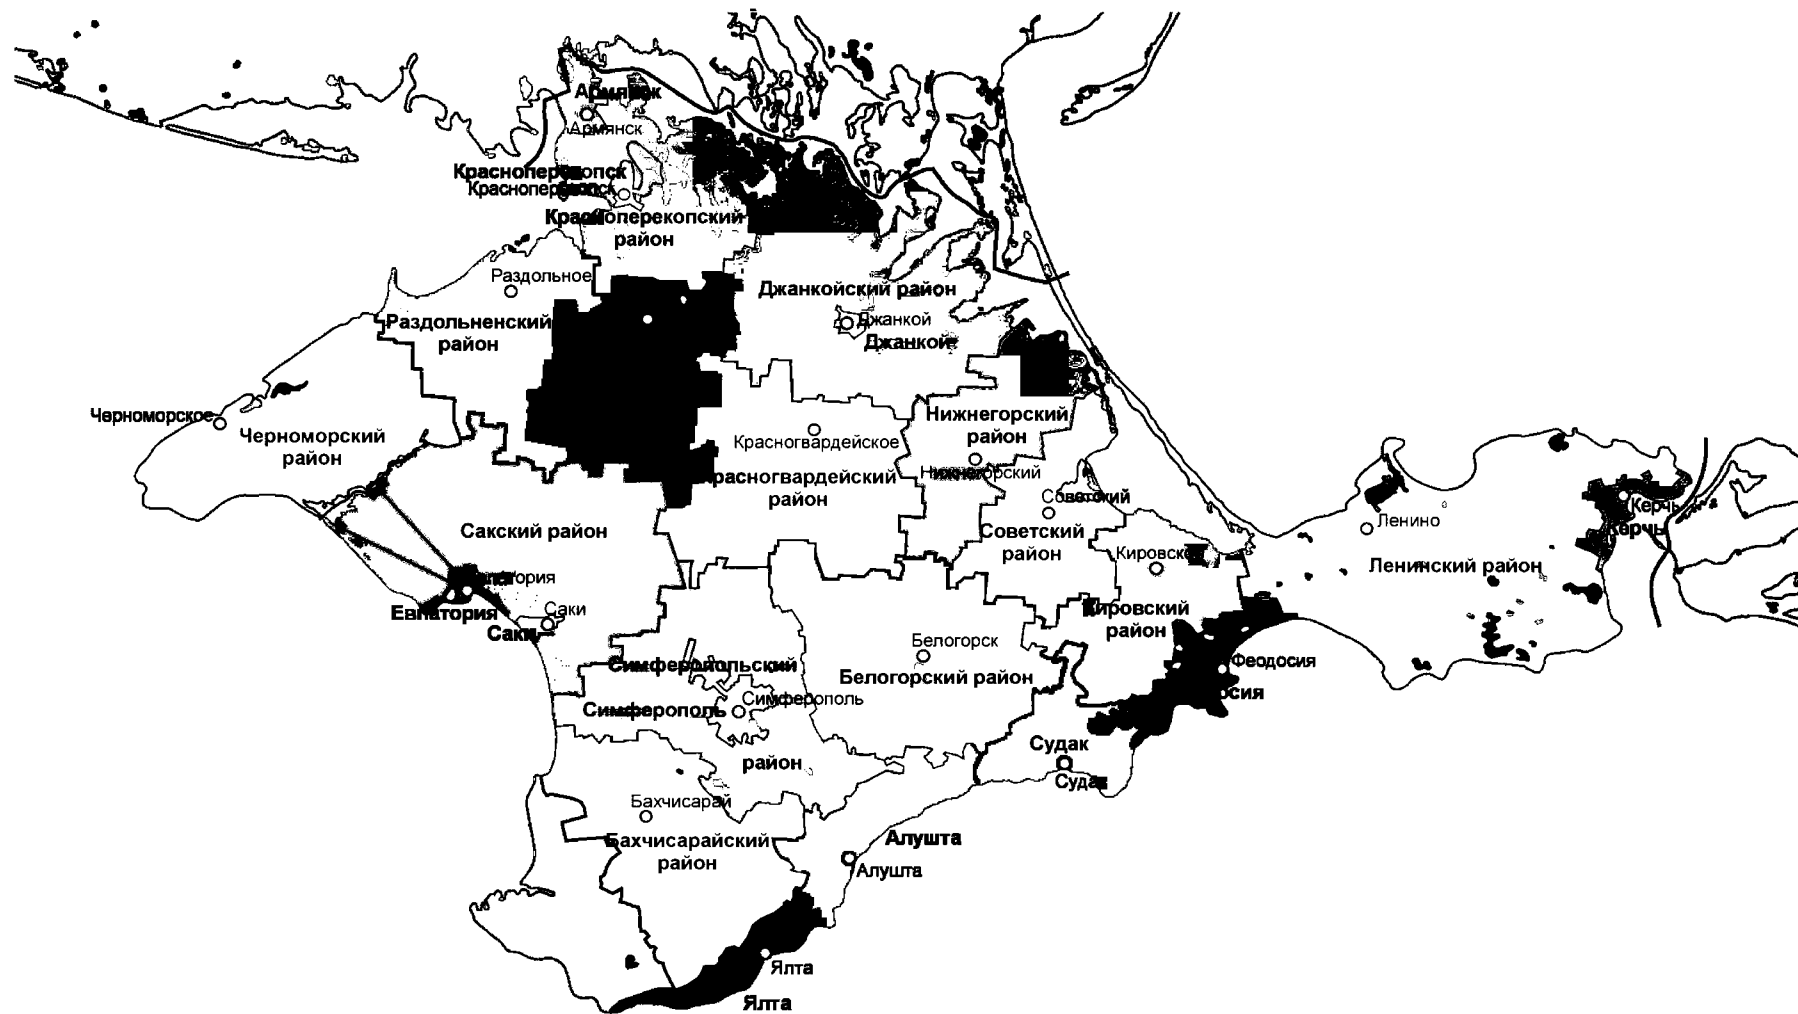 Армянск
Армянск
Красноперекопск
Красноперекопск
Красноперекопский
район
Раздольное
Джанкойский район
Раздольненский
район
Джанкой
Джанкой
Черноморское
Черноморский
район
Нижнегорский
район
Красногвардейское
Нижнегорский
Красногвардейский
район
Советский
Советский
район
Сакский район
Ленино
Керчь
Керчь
Ленинский район
Кировский
район
Евпатория
Саки
Саки
Белогорск
Белогорский район
Симферопольский
Симферополь
Симферополь
район
Феодосия
Судак
Судак
Бахчисарай
Бахчисарайский
район
Алушта
Алушта
Ялта
Ялта